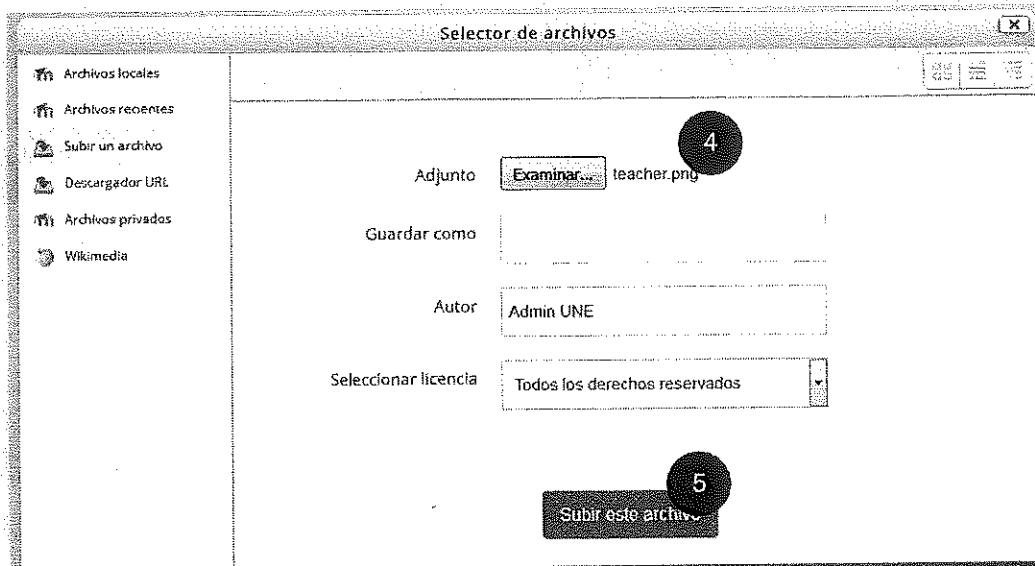 Selector de archivos
Archivos locales
Archivos recientes
Subir un archivo
Descargador URL
Archivos privados
Wikimedia
4
Adjunto Examinar... teacher.png
Guardar como
Autor Admin UNE
Seleccionar licencia Todos los derechos reservados
5
Subir este archivo